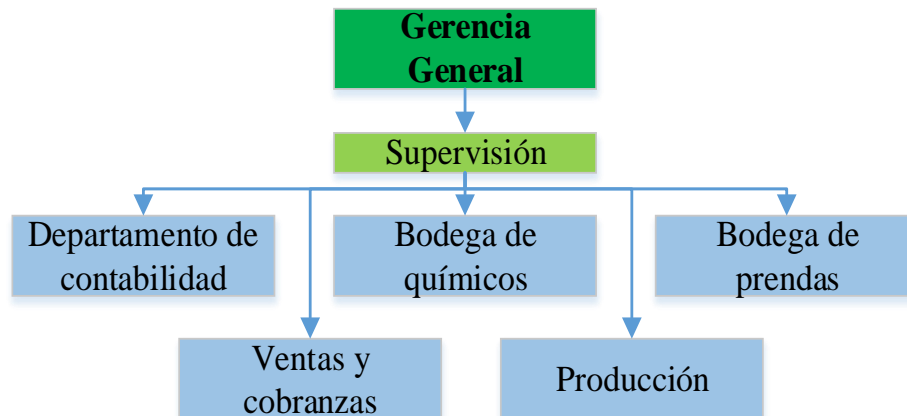 Gerencia
General
Supervisión
Departamento de
contabilidad
Bodega de
químicos
Bodega de
prendas
Ventas y
cobranzas
Producción